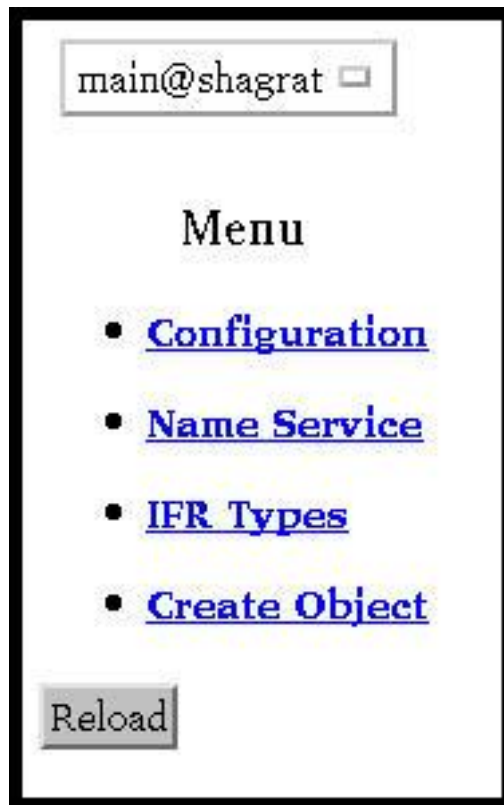 main@shagrat
Menu
Configuration
Name Service
IFR Types
Create Object
Reload